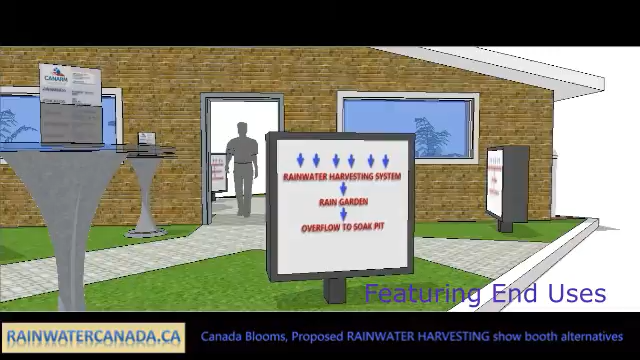 CANARM
RAINWATER HARVESTING SYSTEM
RAIN GARDEN
OVERFLOW TO SOAK PIT
Featuring End Uses
RAINWATERCANADA.CA
Canada Blooms, Proposed RAINWATER HARVESTING show booth alternatives